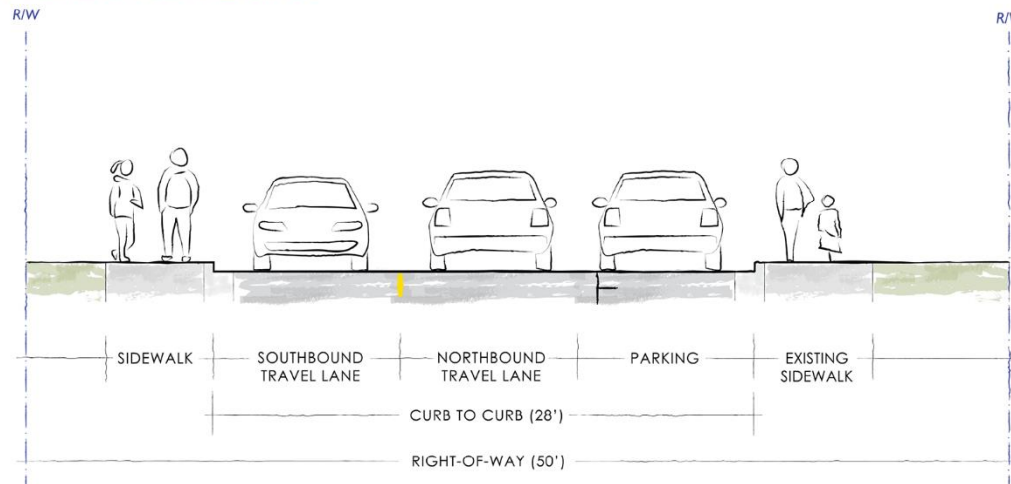 R/W
R/W
SIDEWALK
SOUTHBOUND
TRAVEL LANE
NORTHBOUND
TRAVEL LANE
PARKING
EXISTING
SIDEWALK
CURB TO CURB (28')
RIGHT-OF-WAY (50')